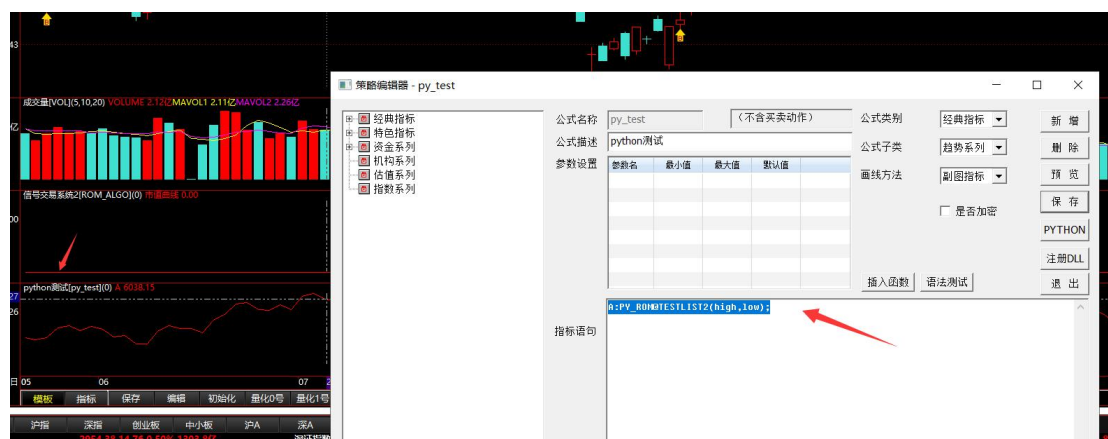 43
成交量[VOL](5,10,20) VOLUME 2.12亿 MAVOL1 2.11亿 MAVOL2 2.26亿
亿
信号交易系统2[ROM_ALGO](0) 市值曲线 0.00
00
python测试[py_test](0) A 6038.15
27
26
日 05 06 07 2
模板 指标 保存 编辑 初始化 量化0号 量化1号
沪指 深指 创业板 中小板 沪A 深A
策略编辑器 - py_test
经典指标
特色指标
资金系列
机构系列
估值系列
指数系列
公式名称 py_test （不含买卖动作） 公式类别 经典指标 新 增
公式描述 python测试 公式子类 趋势系列 删 除
参数设置 参数名 最小值 最大值 默认值 画线方法 副图指标 预 览
是否加密 保 存
PYTHON
注册DLL
插入函数 语法测试 退 出
指标语句
A:PY_ROM@TESTLIST2(high,low);